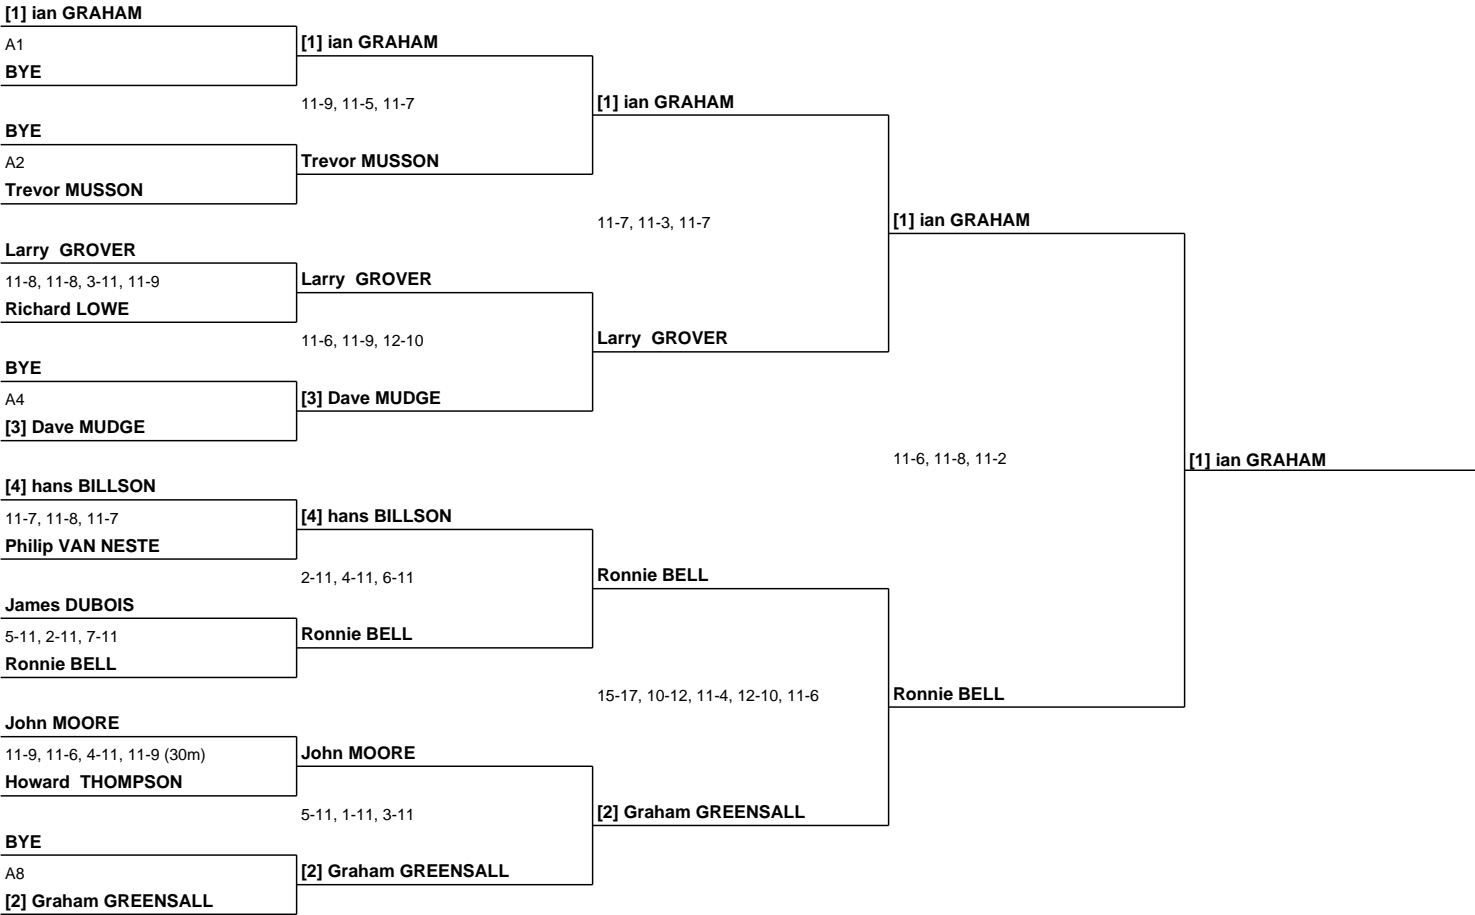 [1] ian GRAHAM
A1
BYE
BYE
A2
Trevor MUSSON
Larry  GROVER
11-8, 11-8, 3-11, 11-9
Richard LOWE
BYE
A4
[3] Dave MUDGE
[4] hans BILLSON
11-7, 11-8, 11-7
Philip VAN NESTE
James DUBOIS
5-11, 2-11, 7-11
Ronnie BELL
John MOORE
11-9, 11-6, 4-11, 11-9 (30m)
Howard  THOMPSON
BYE
A8
[2] Graham GREENSALL
[1] ian GRAHAM
11-9, 11-5, 11-7
Trevor MUSSON
Larry  GROVER
11-6, 11-9, 12-10
[3] Dave MUDGE
[4] hans BILLSON
2-11, 4-11, 6-11
Ronnie BELL
John MOORE
5-11, 1-11, 3-11
[2] Graham GREENSALL
[1] ian GRAHAM
11-7, 11-3, 11-7
Larry  GROVER
Ronnie BELL
15-17, 10-12, 11-4, 12-10, 11-6
[2] Graham GREENSALL
[1] ian GRAHAM
11-6, 11-8, 11-2
Ronnie BELL
[1] ian GRAHAM